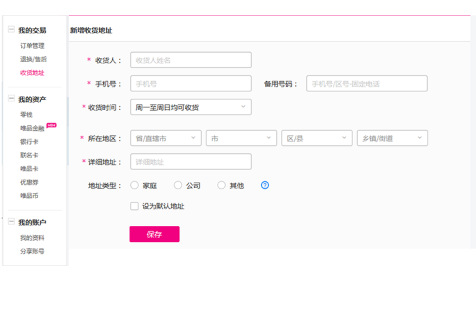 我的交易
订单管理
退换/售后
收货地址
我的资产
零钱
唯品金融
银行卡
联名卡
唯品卡
优惠券
唯品币
我的账户
我的资料
分享账号
新增收货地址
* 收货人： 收货人姓名
* 手机号： 手机号 备用号码： 手机号/区号-固定电话
* 收货时间： 周一至周日均可收货
* 所在地区： 省/直辖市 市 区/县 乡镇/街道
* 详细地址： 详细地址
地址类型： 家庭 公司 其他 ?
设为默认地址
保存